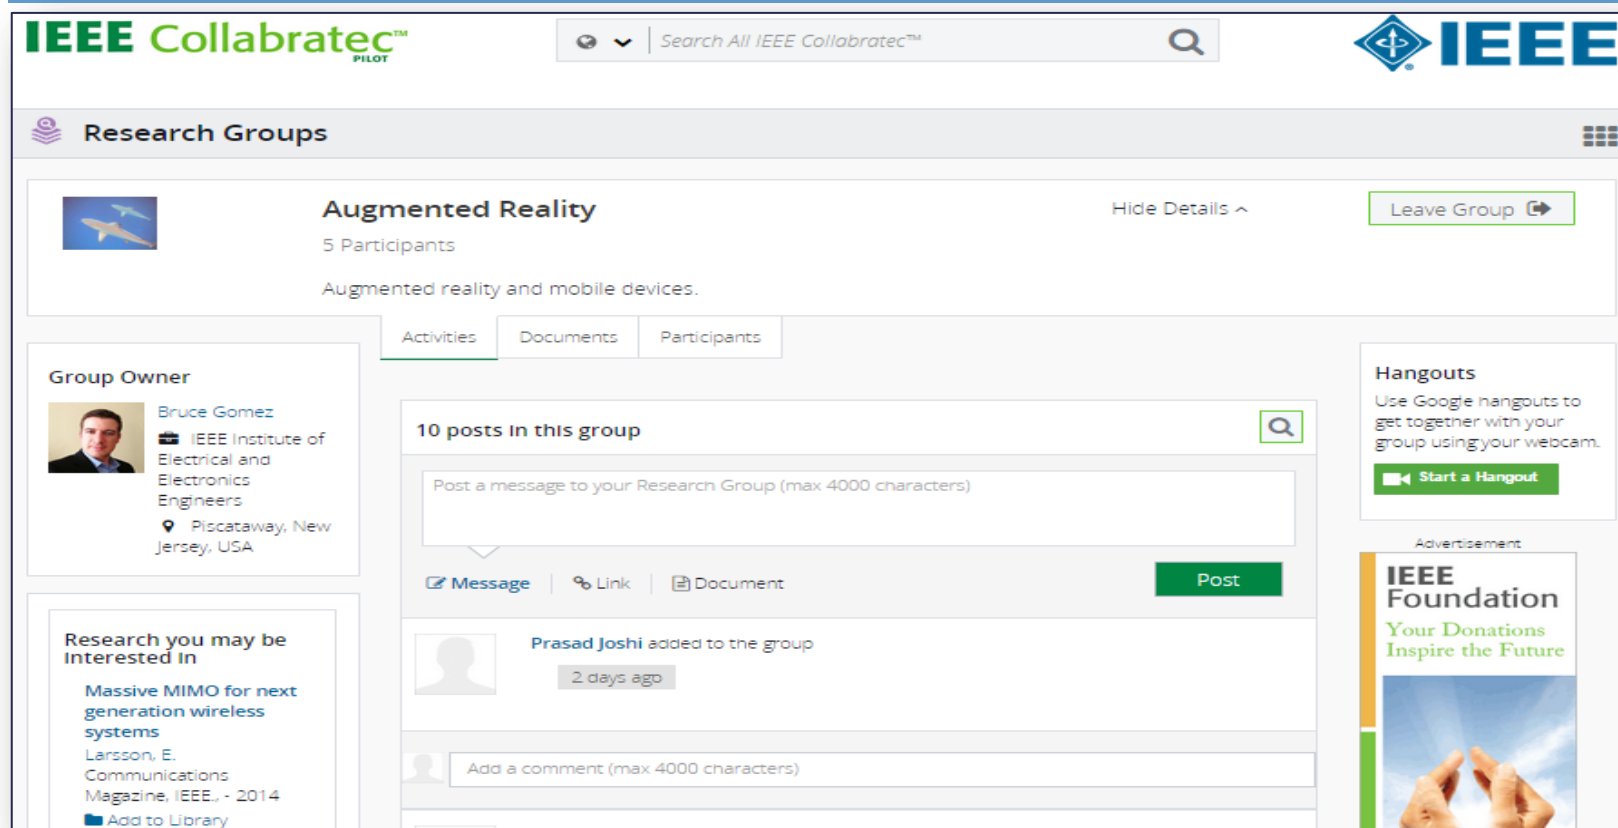 IEEE Collabratec™
PILOT
Search All IEEE Collabratec™
IEEE
Research Groups
Augmented Reality
5 Participants
Augmented reality and mobile devices.
Hide Details
Leave Group
Activities
Documents
Participants
Group Owner
Bruce Gomez
IEEE Institute of
Electrical and
Electronics
Engineers
Piscataway, New
Jersey, USA
Research you may be
Interested In
Massive MIMO for next
generation wireless
systems
Larsson, E.
Communications
Magazine, IEEE., - 2014
Add to Library
10 posts in this group
Post a message to your Research Group (max 4000 characters)
Message
Link
Document
Post
Prasad Joshi added to the group
2 days ago
Add a comment (max 4000 characters)
Hangouts
Use Google hangouts to
get together with your
group using your webcam.
Start a Hangout
Advertisement
IEEE
Foundation
Your Donations
Inspire the Future